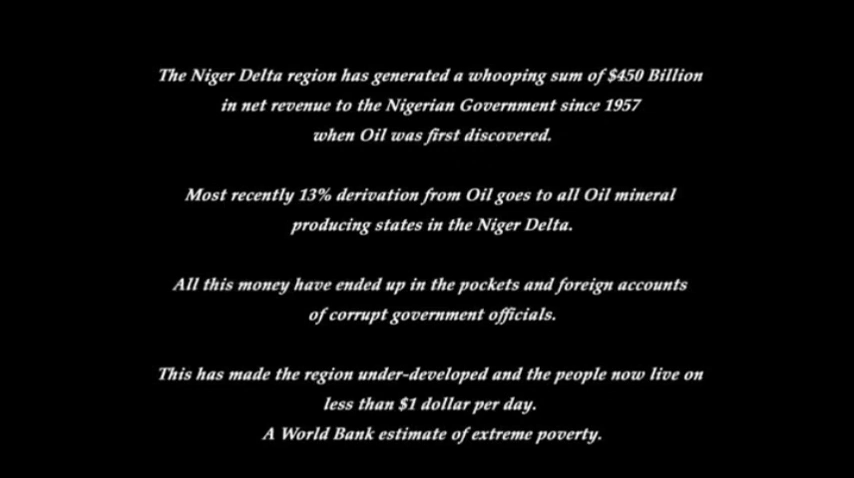 The Niger Delta region has generated a whooping sum of $450 Billion
in net revenue to the Nigerian Government since 1957
when Oil was first discovered.
Most recently 13% derivation from Oil goes to all Oil mineral
producing states in the Niger Delta.
All this money have ended up in the pockets and foreign accounts
of corrupt government officials.
This has made the region under-developed and the people now live on
less than $1 dollar per day.
A World Bank estimate of extreme poverty.